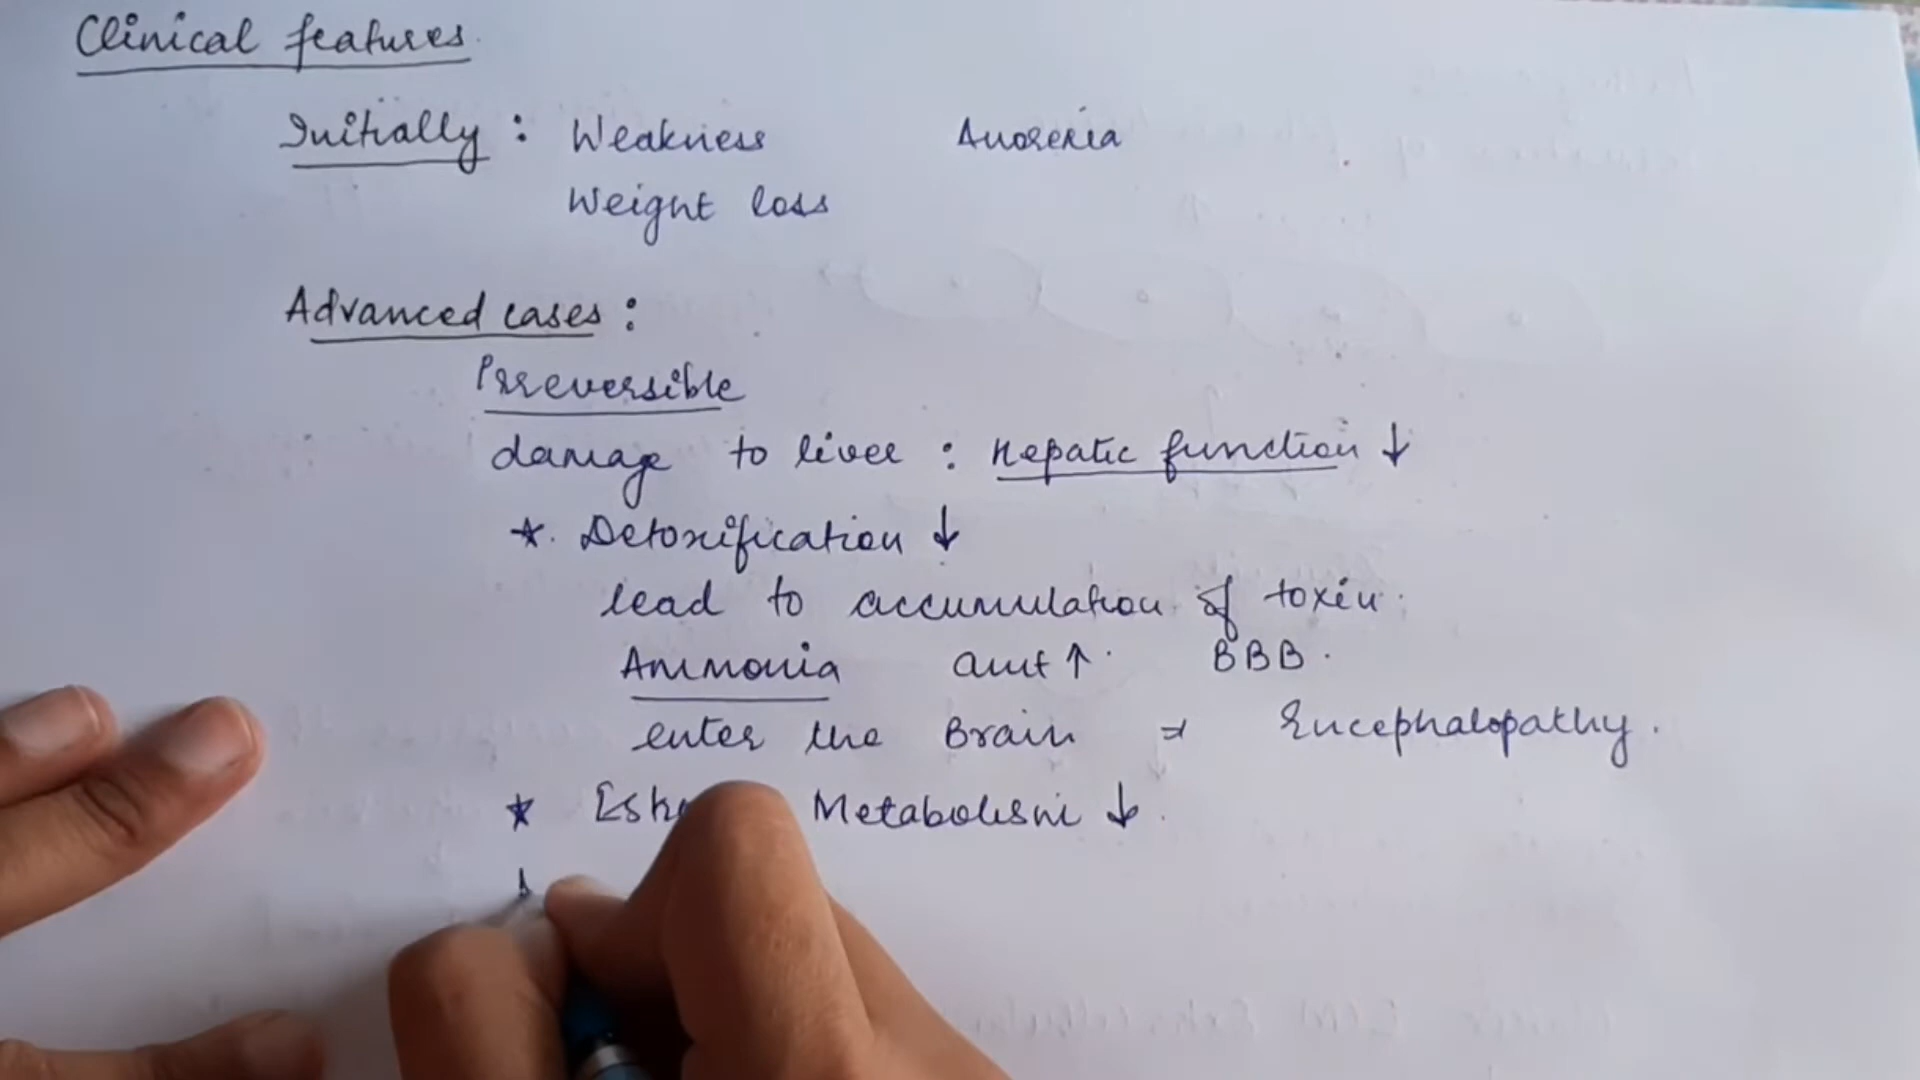 Clinical features.
Initially : Weakness Anorexia
Weight loss
Advanced cases :
Irreversible
damage to liver : Hepatic function ↓
★. Detoxification ↓
lead to accumulation of toxin.
Ammonia amt ↑. BBB.
enter the Brain → Encephalopathy.
★ Metabolism ↓.